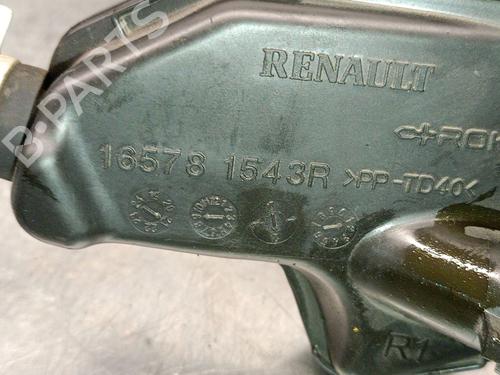 RENAULT
16578 1543R >PP-TD40<
R1
B-PARTS